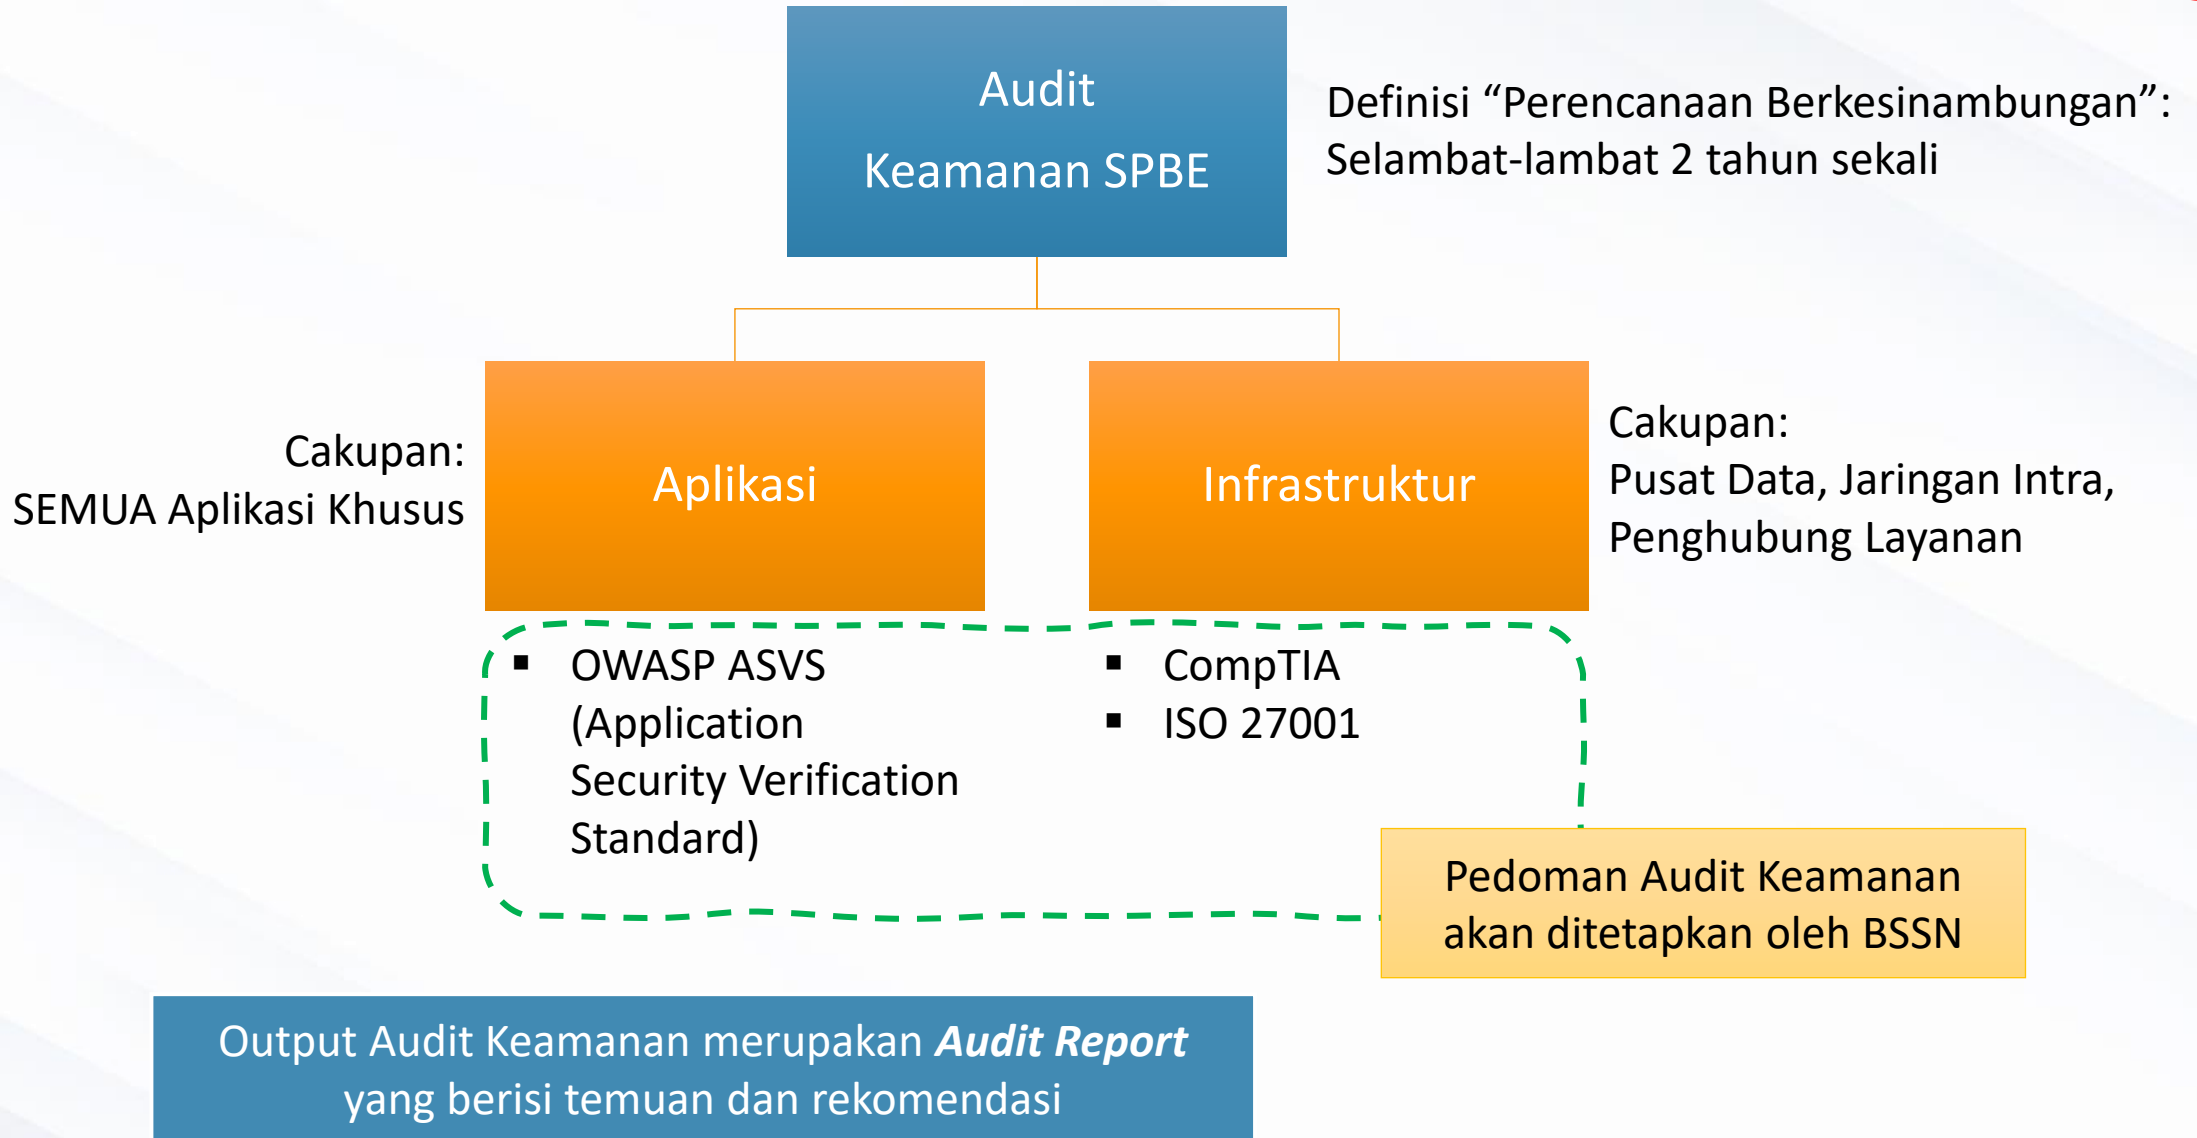 Audit
Keamanan SPBE
Definisi “Perencanaan Berkesinambungan”:
Selambat-lambat 2 tahun sekali
Cakupan:
SEMUA Aplikasi Khusus
Aplikasi
Infrastruktur
Cakupan:
Pusat Data, Jaringan Intra,
Penghubung Layanan
▪ OWASP ASVS
(Application
Security Verification
Standard)
▪ CompTIA
▪ ISO 27001
Pedoman Audit Keamanan
akan ditetapkan oleh BSSN
Output Audit Keamanan merupakan Audit Report
yang berisi temuan dan rekomendasi